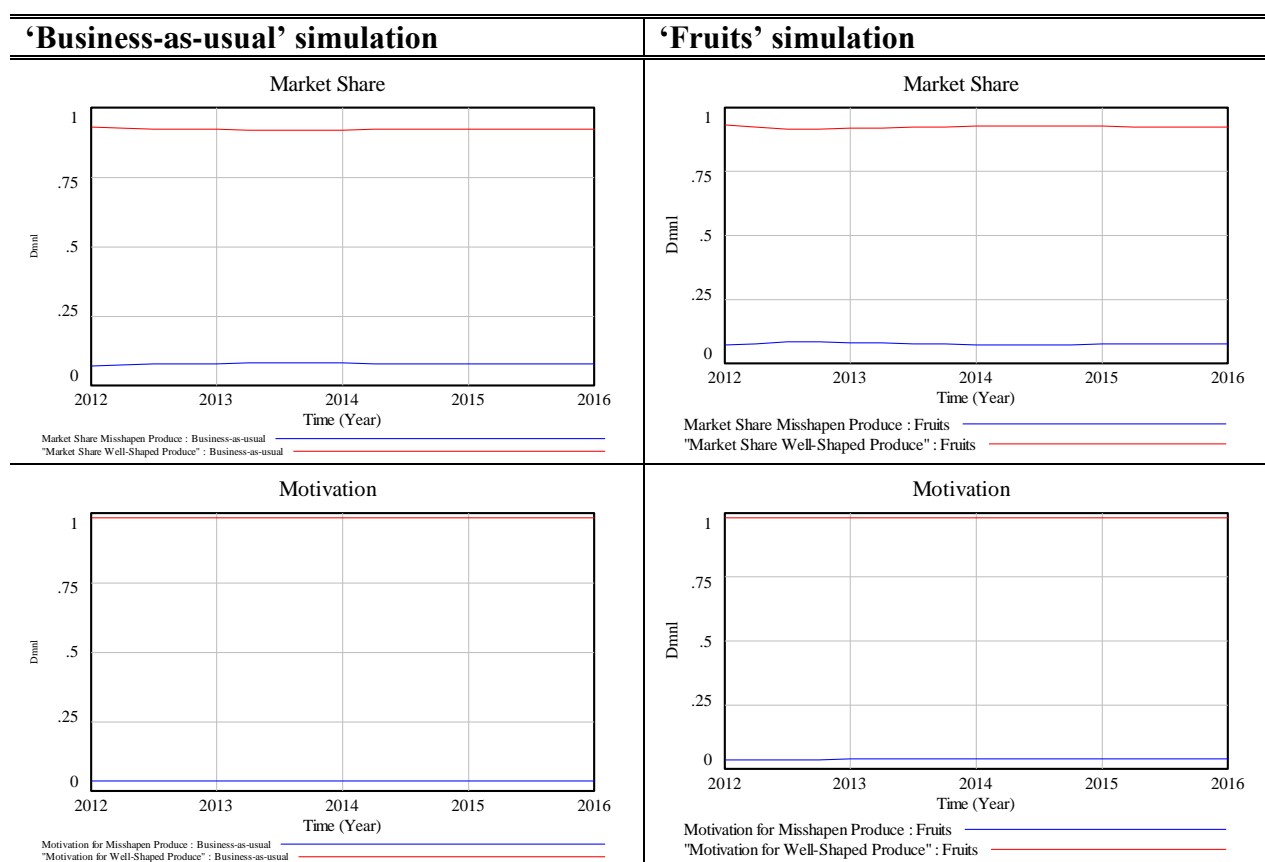 ‘Business-as-usual’ simulation
‘Fruits’ simulation
Market Share
1
.75
.5
.25
0
Dmnl
2012 2013 2014 2015 2016
Time (Year)
Market Share Misshapen Produce : Business-as-usual
"Market Share Well-Shaped Produce" : Business-as-usual
Market Share
1
.75
.5
.25
0
Dmnl
2012 2013 2014 2015 2016
Time (Year)
Market Share Misshapen Produce : Fruits
"Market Share Well-Shaped Produce" : Fruits
Motivation
1
.75
.5
.25
0
Dmnl
2012 2013 2014 2015 2016
Time (Year)
Motivation for Misshapen Produce : Business-as-usual
"Motivation for Well-Shaped Produce" : Business-as-usual
Motivation
1
.75
.5
.25
0
Dmnl
2012 2013 2014 2015 2016
Time (Year)
Motivation for Misshapen Produce : Fruits
"Motivation for Well-Shaped Produce" : Fruits